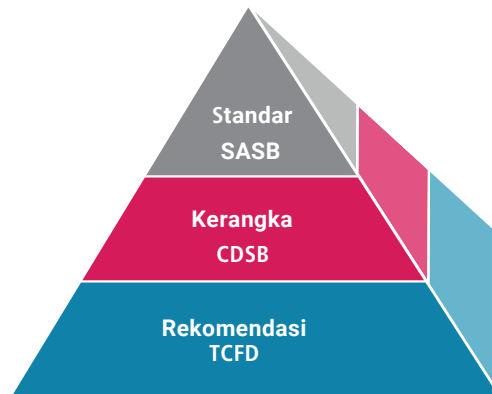 Standar
SASB
Kerangka
CDSB
Rekomendasi
TCFD